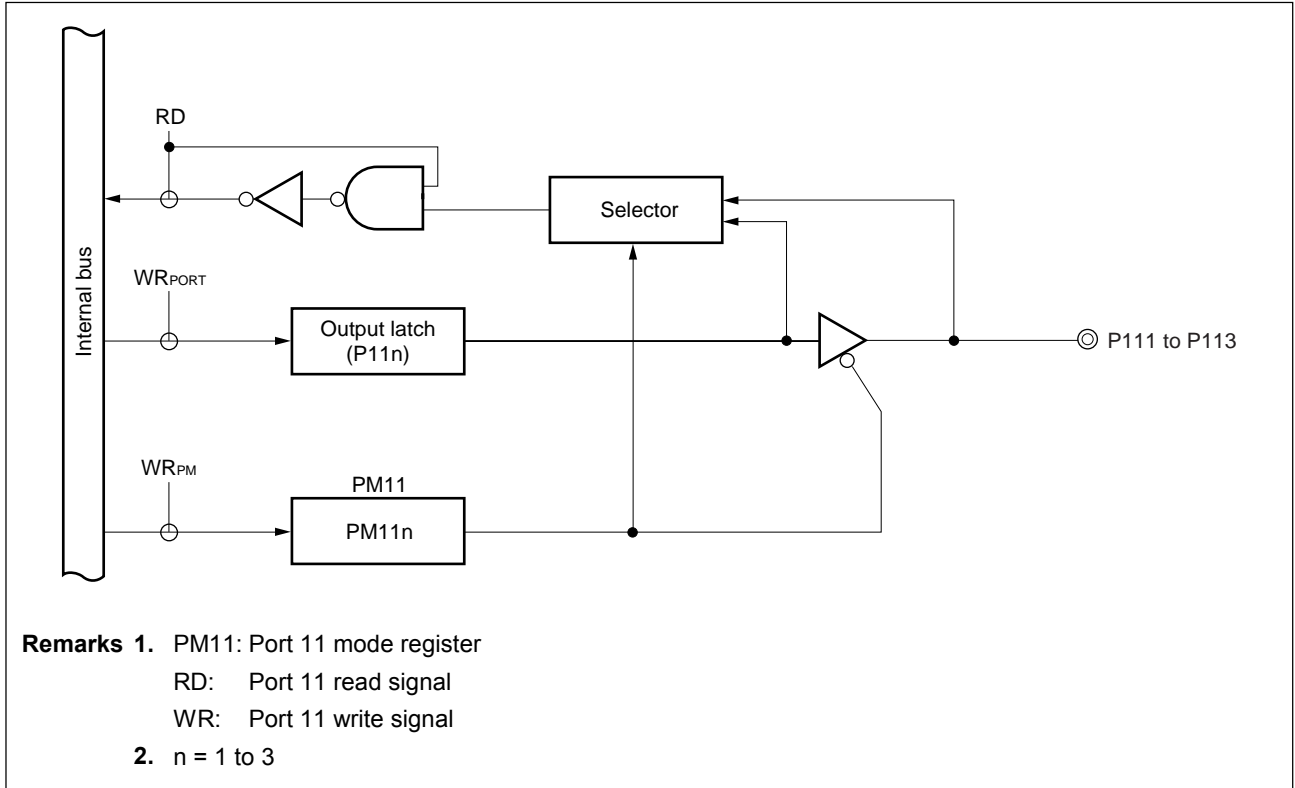 RD
Selector
Internal bus
WRPORT
Output latch
(P11n)
P111 to P113
WRPM
PM11
PM11n
Remarks 1. PM11: Port 11 mode register
RD: Port 11 read signal
WR: Port 11 write signal
2. n = 1 to 3